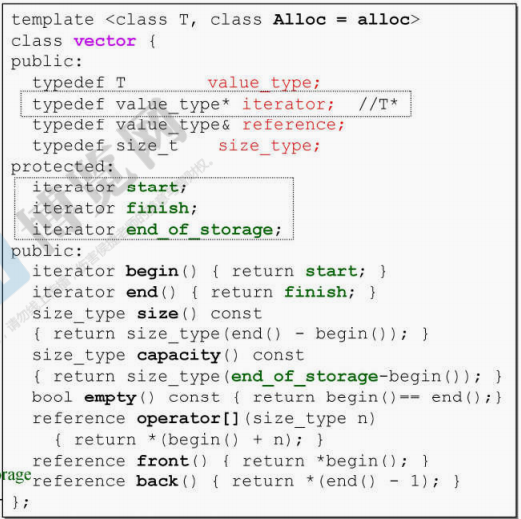 template <class T, class Alloc = alloc>
class vector {
public:
  typedef T        value_type;
  typedef value_type* iterator;  //T*
  typedef value_type& reference;
  typedef size_t    size_type;
protected:
  iterator start;
  iterator finish;
  iterator end_of_storage;
public:
  iterator begin() { return start; }
  iterator end() { return finish; }
  size_type size() const
  { return size_type(end() - begin()); }
  size_type capacity() const
  { return size_type(end_of_storage-begin()); }
  bool empty() const { return begin()== end();}
  reference operator[](size_type n)
    { return *(begin() + n); }
  reference front() { return *begin(); }
rage
  reference back() { return *(end() - 1); }
};
博览网